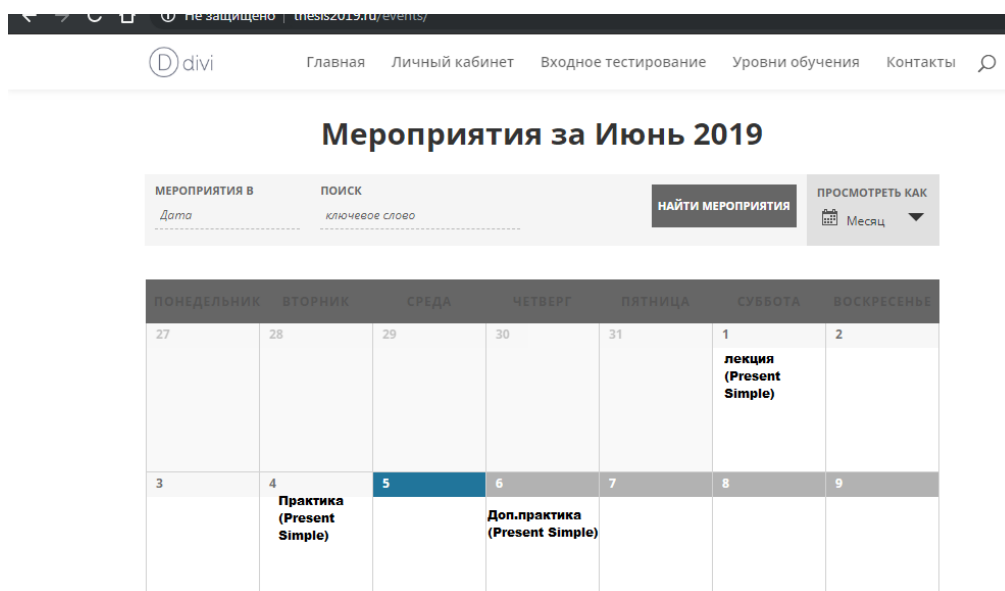 Не защищено | thesis2019.ru/events/
divi
Главная Личный кабинет Входное тестирование Уровни обучения Контакты
Мероприятия за Июнь 2019
МЕРОПРИЯТИЯ В ПОИСК ПРОСМОТРЕТЬ КАК
Дата ключевое слово НАЙТИ МЕРОПРИЯТИЯ Месяц
ПОНЕДЕЛЬНИК ВТОРНИК СРЕДА ЧЕТВЕРГ ПЯТНИЦА СУББОТА ВОСКРЕСЕНЬЕ
27 28 29 30 31 1 2
лекция
(Present
Simple)
3 4 5 6 7 8 9
Практика
(Present
Simple)
Доп.практика
(Present Simple)